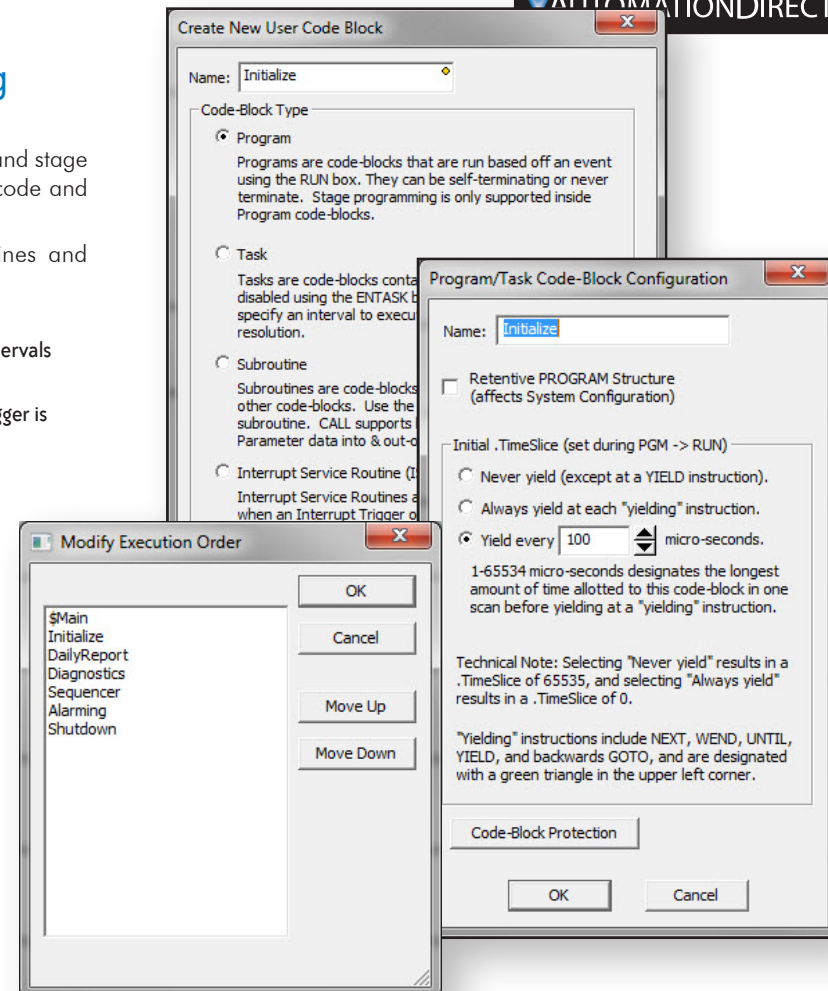 AUTOMATIONDIRECT
g
and stage
code and
ines and
ervals
gger is
Create New User Code Block
x
Name: Initialize
Code-Block Type
Program
Programs are code-blocks that are run based off an event
using the RUN box. They can be self-terminating or never
terminate. Stage programming is only supported inside
Program code-blocks.
Task
Tasks are code-blocks conta
disabled using the ENTASK b
specify an interval to execu
resolution.
Subroutine
Subroutines are code-blocks
other code-blocks. Use the
subroutine. CALL supports
Parameter data into & out-o
Interrupt Service Routine (I
Interrupt Service Routines a
when an Interrupt Trigger o
Program/Task Code-Block Configuration
x
Name: Initialize
Retentive PROGRAM Structure
(affects System Configuration)
Initial .TimeSlice (set during PGM -> RUN)
Never yield (except at a YIELD instruction).
Always yield at each "yielding" instruction.
Yield every 100 micro-seconds.
1-65534 micro-seconds designates the longest
amount of time allotted to this code-block in one
scan before yielding at a "yielding" instruction.
Technical Note: Selecting "Never yield" results in a
.TimeSlice of 65535, and selecting "Always yield"
results in a .TimeSlice of 0.
"Yielding" instructions include NEXT, WEND, UNTIL,
YIELD, and backwards GOTO, and are designated
with a green triangle in the upper left corner.
Code-Block Protection
OK
Cancel
Modify Execution Order
x
$Main
Initialize
DailyReport
Diagnostics
Sequencer
Alarming
Shutdown
OK
Cancel
Move Up
Move Down